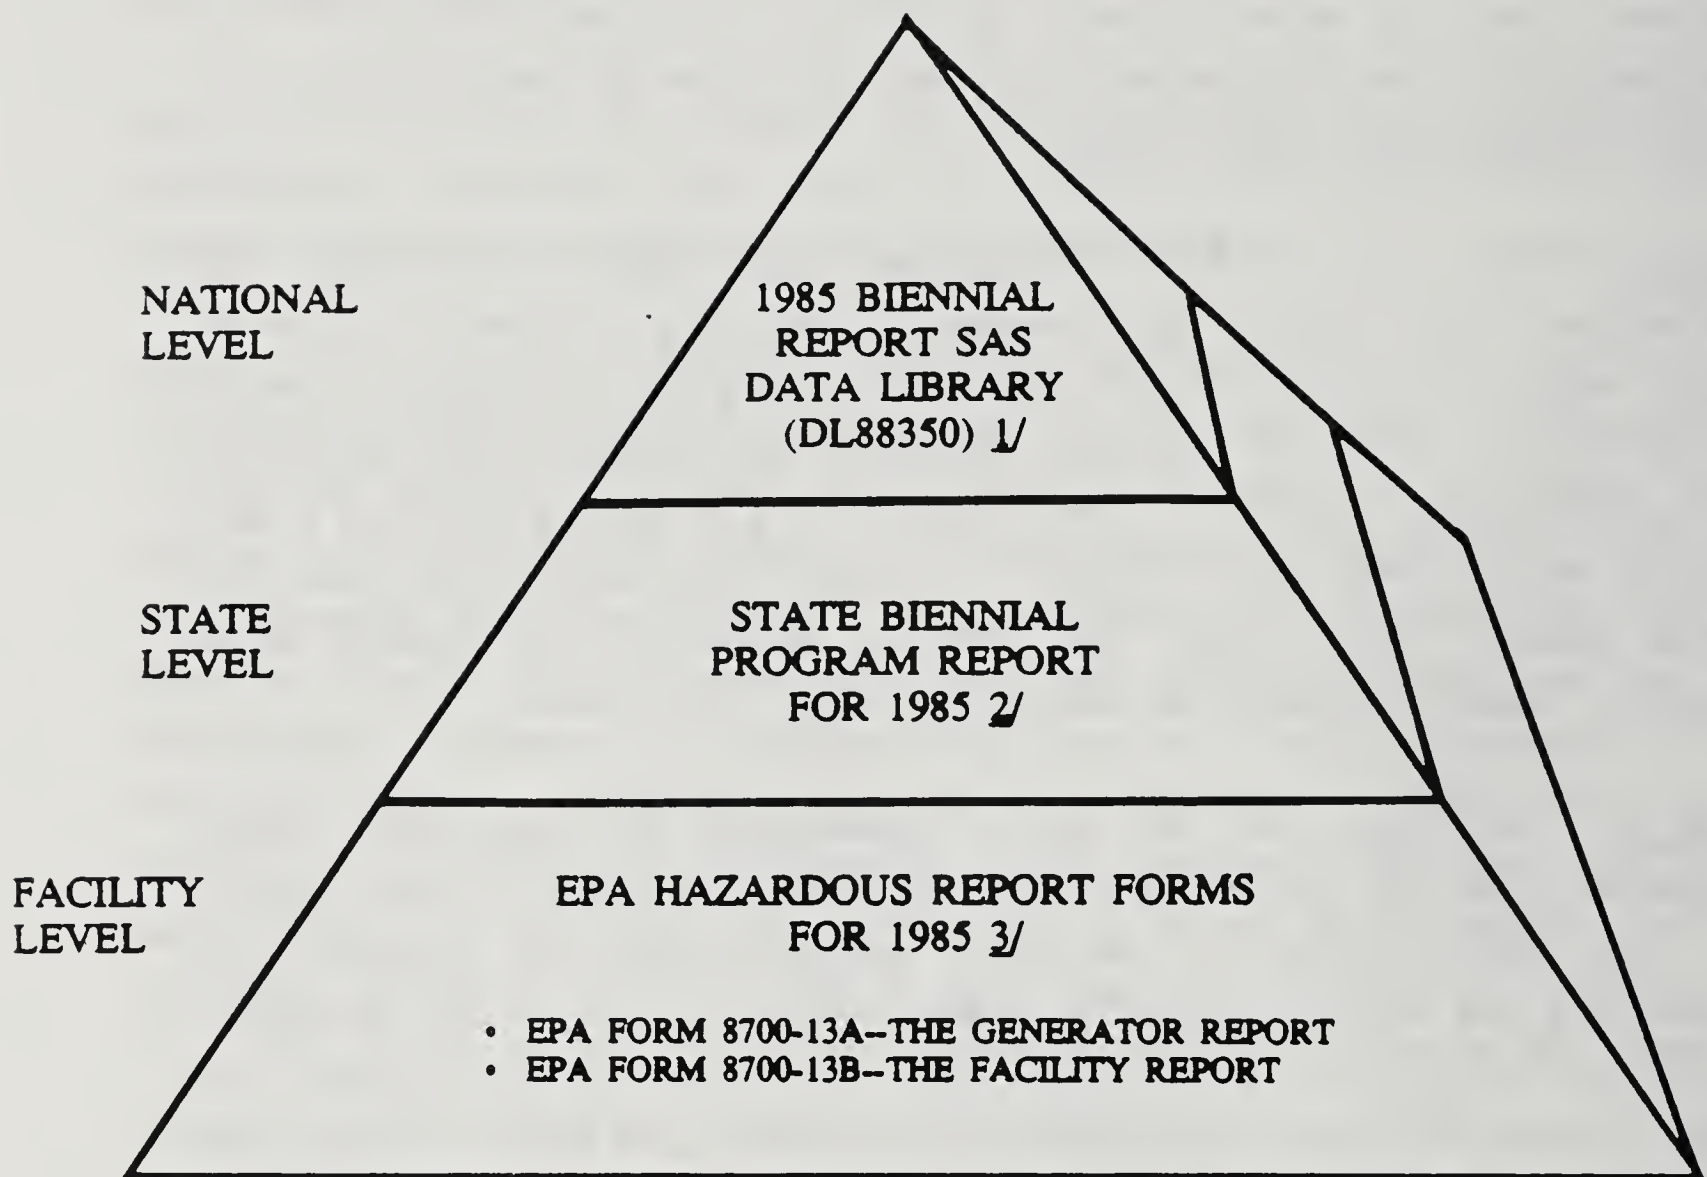 NATIONAL
LEVEL
1985 BIENNIAL
REPORT SAS
DATA LIBRARY
(DL88350) 1/
STATE
LEVEL
STATE BIENNIAL
PROGRAM REPORT
FOR 1985 2/
FACILITY
LEVEL
EPA HAZARDOUS REPORT FORMS
FOR 1985 3/
• EPA FORM 8700-13A--THE GENERATOR REPORT
• EPA FORM 8700-13B--THE FACILITY REPORT